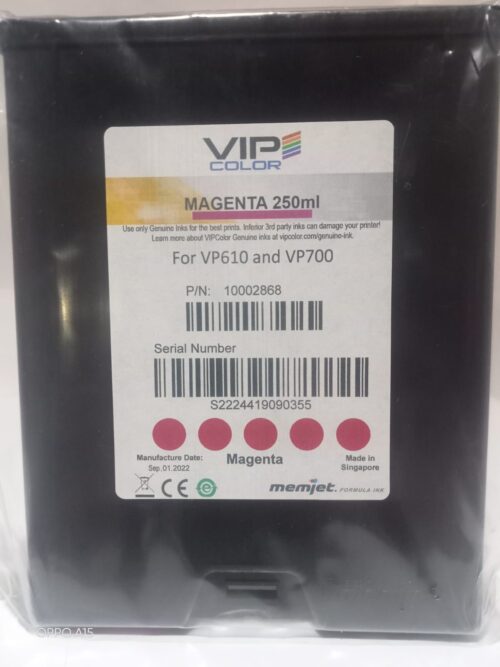 VIP
COLOR
MAGENTA 250ml
Use only Genuine Inks for the best prints. Inferior 3rd party inks can damage your printer!
Learn more about VIPColor Genuine inks at vipcolor.com/genuine-ink.
For VP610 and VP700
P/N: 10002868
Serial Number
S2224419090355
Manufacture Date:
Sep.01.2022
Magenta
Made in
Singapore
CE
memjet. FORMULA INK
OPPO A15